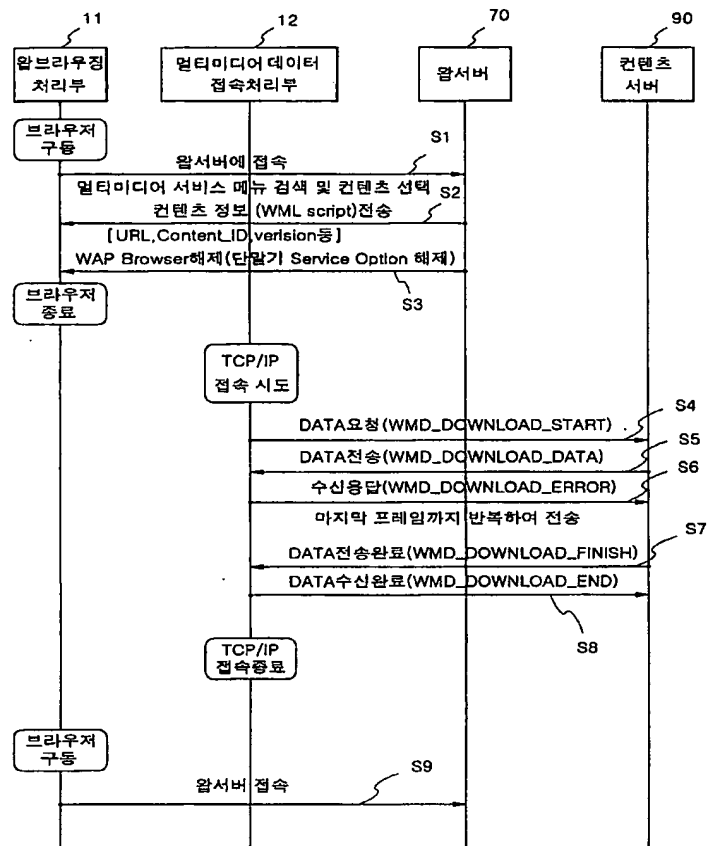 11
12
70
90
왑브라우징
처리부
멀티미디어 데이터
접속처리부
왑서버
컨텐츠
서버
브라우저
구동
S1
왑서버에 접속
멀티미디어 서비스 메뉴 검색 및 컨텐츠 선택
S2
컨텐츠 정보 (WML script)전송
[URL,Content_ID,verision등]
WAP Browser해제(단말기 Service Option 해제)
S3
브라우저
종료
TCP/IP
접속 시도
S4
DATA요청(WMD_DOWNLOAD_START)
S5
DATA전송(WMD_DOWNLOAD_DATA)
S6
수신응답(WMD_DOWNLOAD_ERROR)
마지막 프레임까지 반복하여 전송
S7
DATA전송완료(WMD_DOWNLOAD_FINISH)
DATA수신완료(WMD_DOWNLOAD_END)
S8
TCP/IP
접속종료
브라우저
구동
S9
왑서버 접속